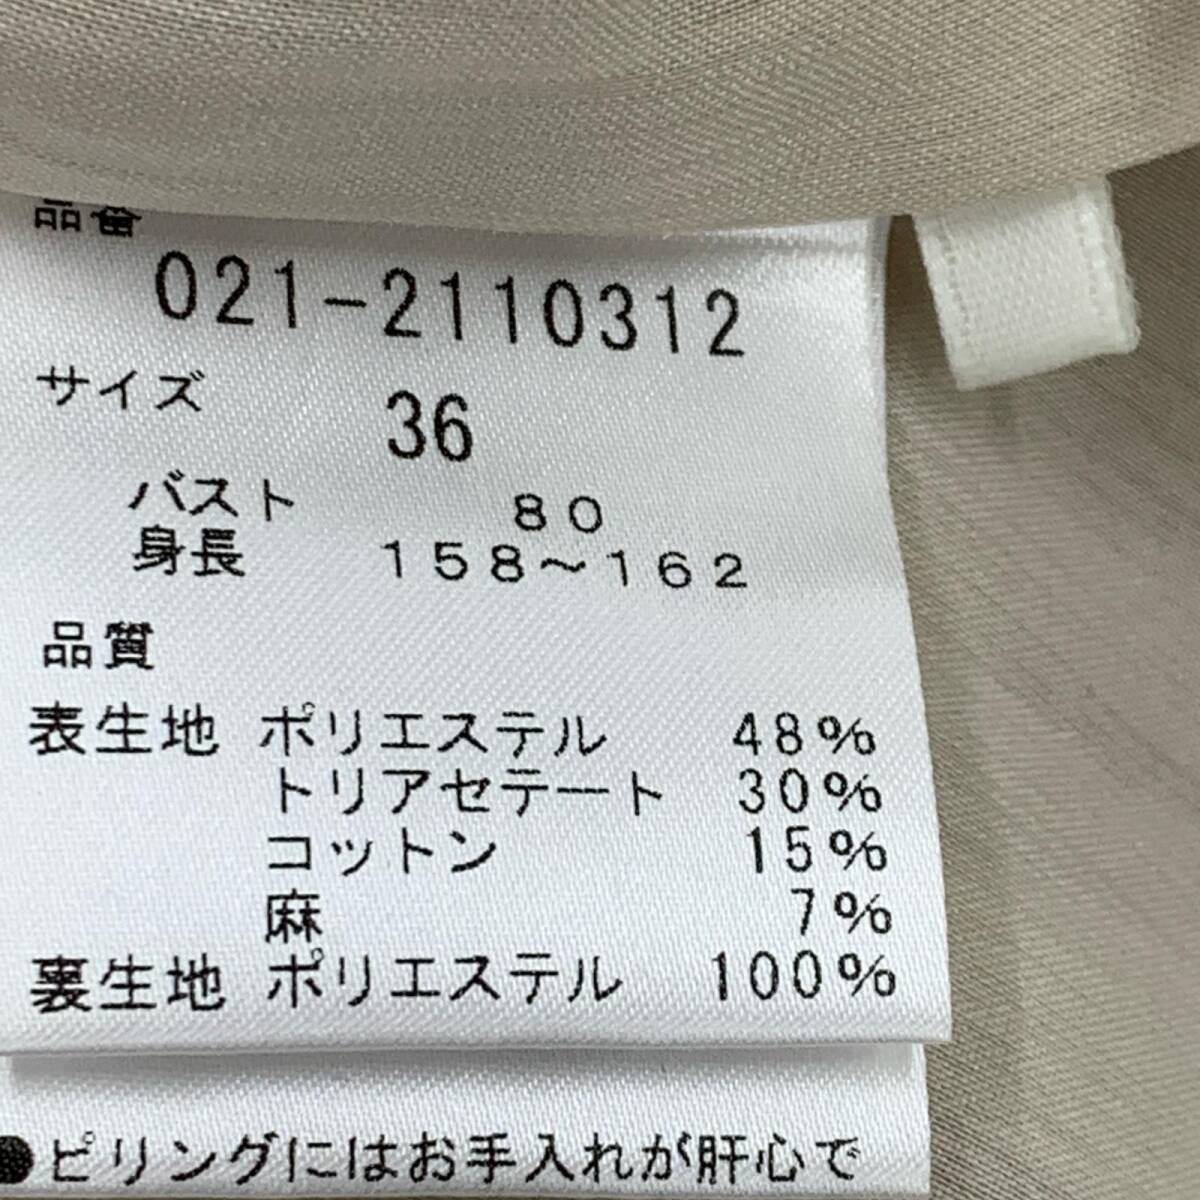 品番
021-2110312
サイズ 36
バスト 80
身長 158～162
品質
表生地 ポリエステル 48%
トリアセテート 30%
コットン 15%
麻 7%
裏生地 ポリエステル 100%
●ピリングにはお手入れが肝心で